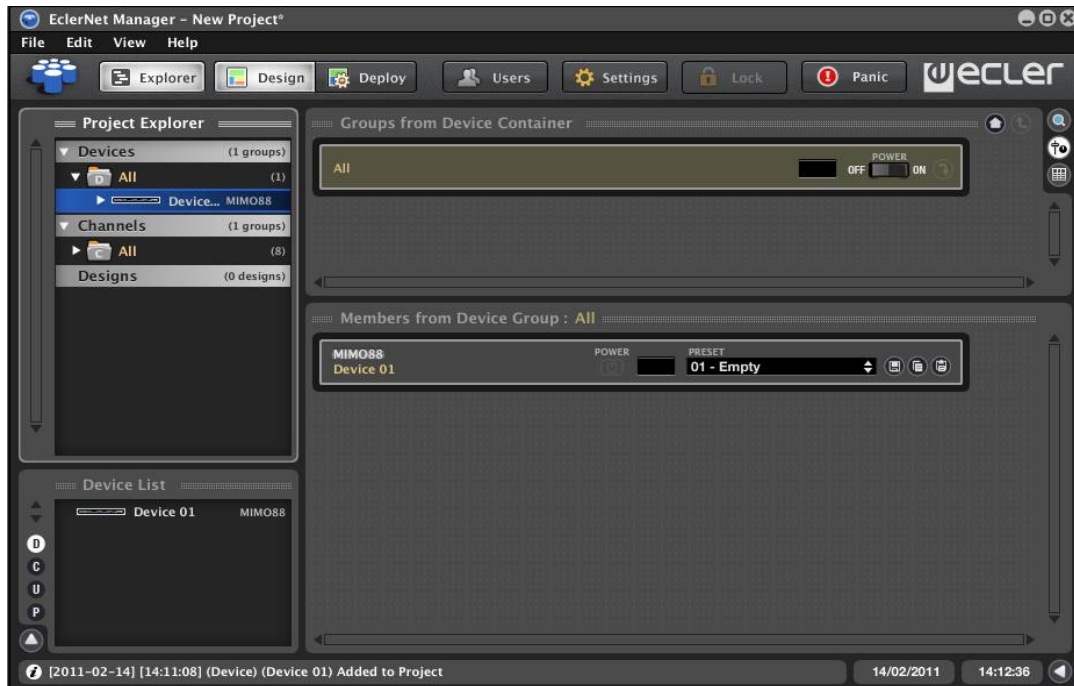 EclerNet Manager – New Project*
File Edit View Help
Explorer Design Deploy Users Settings Lock Panic ecler
Project Explorer
Devices (1 groups)
D All (1)
Device... MIMO88
Channels (1 groups)
C All (8)
Designs (0 designs)
Groups from Device Container
All POWER OFF ON
Members from Device Group : All
MIMO88 POWER PRESET
Device 01 01 - Empty
Device List
Device 01 MIMO88
D
C
U
P
[2011-02-14] [14:11:08] (Device) (Device 01) Added to Project 14/02/2011 14:12:36